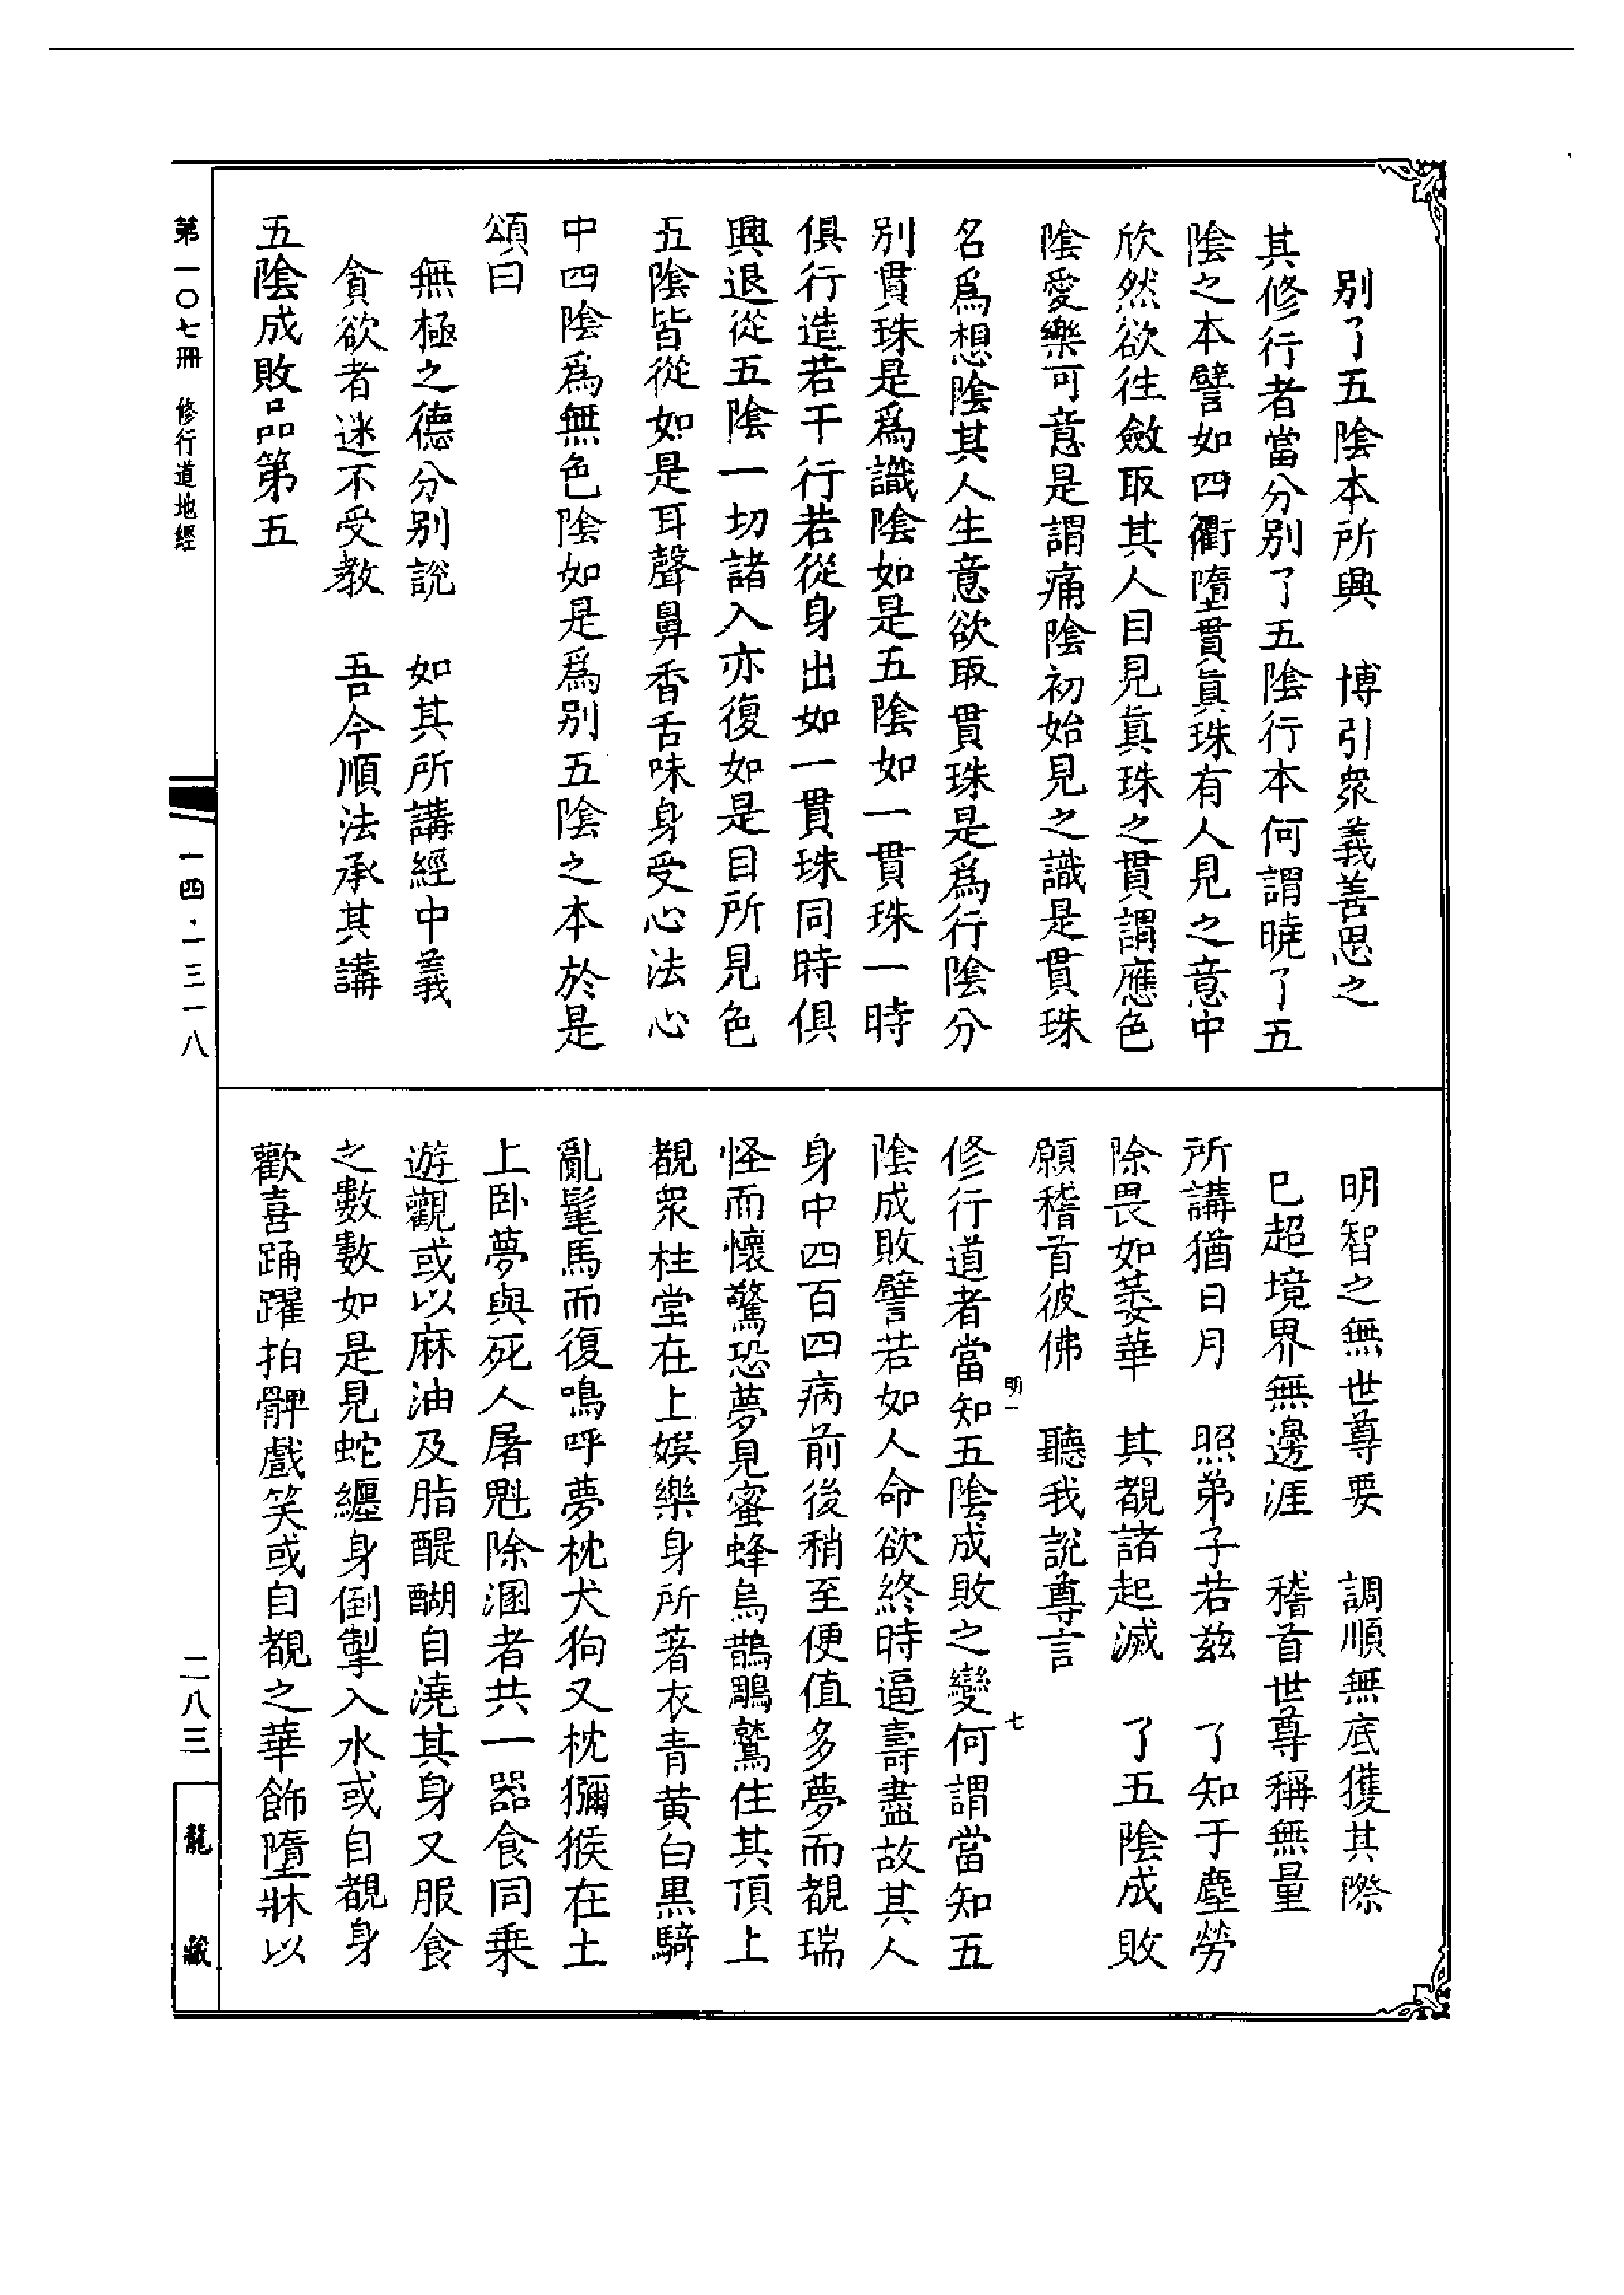 別了五陰本所興　博引衆義善思之
其修行者當分別了五陰行本何謂曉了五
陰之本譬如四衢墮貫眞珠有人見之意中
欣然欲往斂取其人目見眞珠之貫謂應色
陰愛樂可意是謂痛陰初始見之識是貫珠
名爲想陰其人生意欲取貫珠是爲行陰分
別貫珠是爲識陰如是五陰如一貫珠一時
俱行造若干行若從身出如一貫珠同時俱
興退從五陰一切諸入亦復如是目所見色
五陰皆從如是耳聲鼻香舌味身受心法心
中四陰爲無色陰如是爲別五陰之本於是
頌曰
無極之德分別說　如其所講經中義
貪欲者迷不受教　吾今順法承其講
五陰成敗品第五
明智之無世尊要　調順無底獲其際
已超境界無邊涯　稽首世尊稱無量
所講猶日月　照弟子若茲　了知于塵勞
除畏如萎華　其覩諸起滅　了五陰成敗
願稽首彼佛　聽我説尊言
明一　七
修行道者當知五陰成敗之變何謂當知五
陰成敗譬若如人命欲終時逼壽盡故其人
身中四百四病前後稍至便值多夢而覩瑞
怪而懷驚恐夢見蜜蜂烏鵲鵰鷲住其頂上
覩衆柱堂在上娛樂身所著衣青黃白黑騎
亂髦馬而復鳴呼夢枕犬狗又枕獼猴在土
上卧夢與死人屠魁除溷者共一器食同乘
遊觀或以麻油及脂醍醐自澆其身又服食
之數數如是見蛇纏身倒掣入水或自覩身
歡喜踊躍拍髀戲笑或自覩之華飾墮牀以
第一〇七冊　修行道地經
一四·一三一八
二八三
龍藏